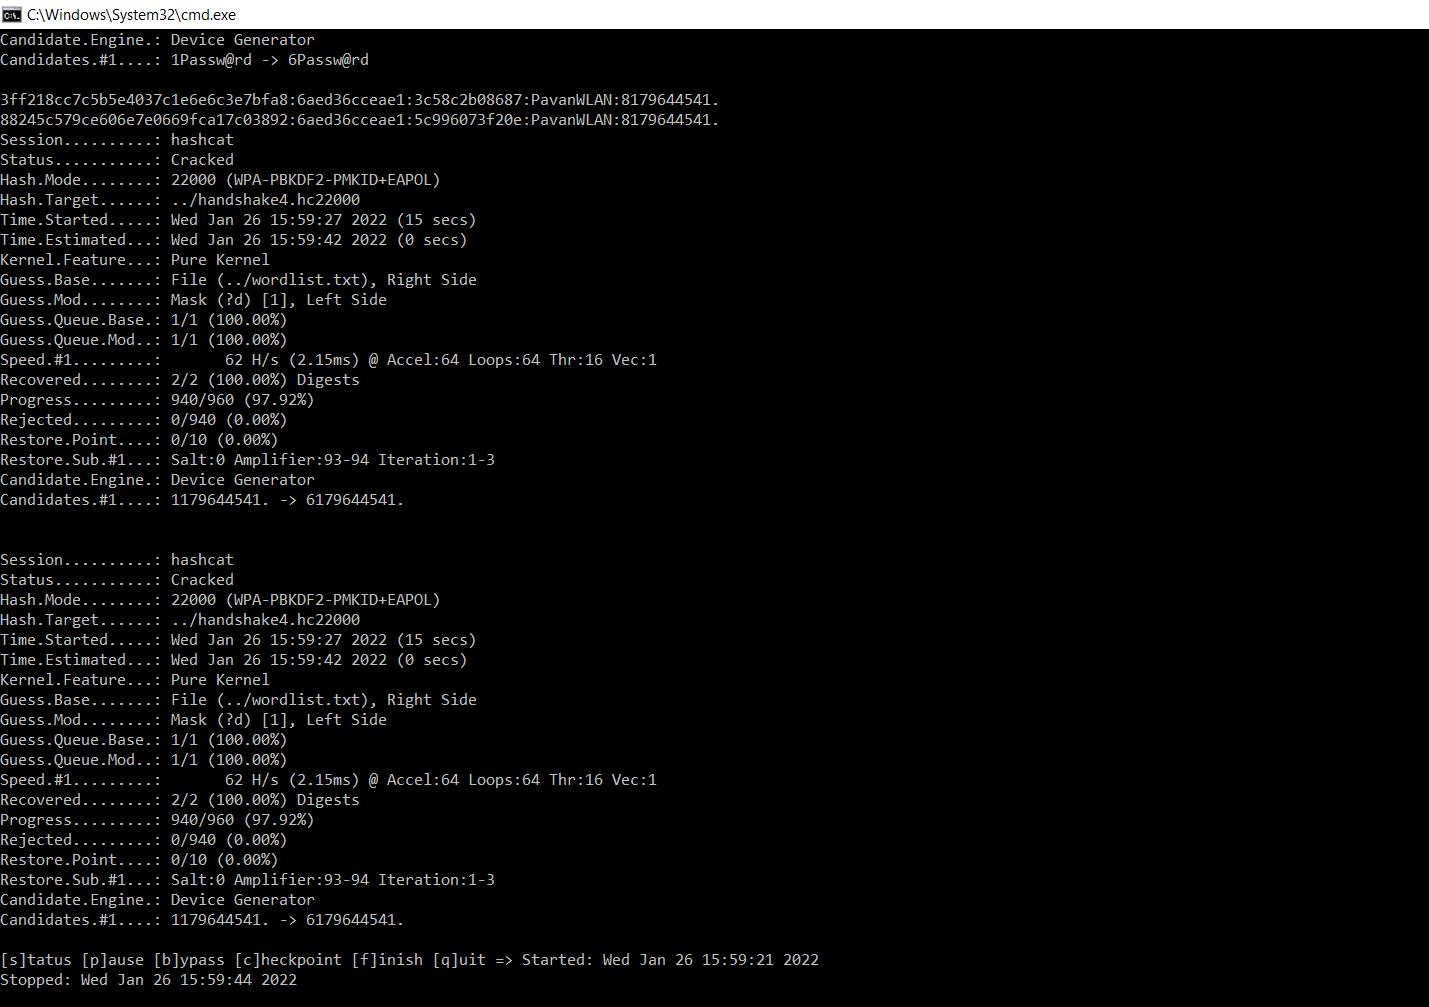 C:\Windows\System32\cmd.exe
Candidate.Engine.: Device Generator
Candidates.#1....: 1Passw@rd -> 6Passw@rd
3ff218cc7c5b5e4037c1e6e6c3e7bfa8:6aed36cceae1:3c58c2b08687:PavanWLAN:8179644541.
88245c579ce606e7e0669fca17c03892:6aed36cceae1:5c996073f20e:PavanWLAN:8179644541.
Session..........: hashcat
Status...........: Cracked
Hash.Mode........: 22000 (WPA-PBKDF2-PMKID+EAPOL)
Hash.Target......: ../handshake4.hc22000
Time.Started.....: Wed Jan 26 15:59:27 2022 (15 secs)
Time.Estimated...: Wed Jan 26 15:59:42 2022 (0 secs)
Kernel.Feature...: Pure Kernel
Guess.Base.......: File (../wordlist.txt), Right Side
Guess.Mod........: Mask (?d) [1], Left Side
Guess.Queue.Base.: 1/1 (100.00%)
Guess.Queue.Mod..: 1/1 (100.00%)
Speed.#1.........:       62 H/s (2.15ms) @ Accel:64 Loops:64 Thr:16 Vec:1
Recovered........: 2/2 (100.00%) Digests
Progress.........: 940/960 (97.92%)
Rejected.........: 0/940 (0.00%)
Restore.Point....: 0/10 (0.00%)
Restore.Sub.#1...: Salt:0 Amplifier:93-94 Iteration:1-3
Candidate.Engine.: Device Generator
Candidates.#1....: 1179644541. -> 6179644541.
Session..........: hashcat
Status...........: Cracked
Hash.Mode........: 22000 (WPA-PBKDF2-PMKID+EAPOL)
Hash.Target......: ../handshake4.hc22000
Time.Started.....: Wed Jan 26 15:59:27 2022 (15 secs)
Time.Estimated...: Wed Jan 26 15:59:42 2022 (0 secs)
Kernel.Feature...: Pure Kernel
Guess.Base.......: File (../wordlist.txt), Right Side
Guess.Mod........: Mask (?d) [1], Left Side
Guess.Queue.Base.: 1/1 (100.00%)
Guess.Queue.Mod..: 1/1 (100.00%)
Speed.#1.........:       62 H/s (2.15ms) @ Accel:64 Loops:64 Thr:16 Vec:1
Recovered........: 2/2 (100.00%) Digests
Progress.........: 940/960 (97.92%)
Rejected.........: 0/940 (0.00%)
Restore.Point....: 0/10 (0.00%)
Restore.Sub.#1...: Salt:0 Amplifier:93-94 Iteration:1-3
Candidate.Engine.: Device Generator
Candidates.#1....: 1179644541. -> 6179644541.
[s]tatus [p]ause [b]ypass [c]heckpoint [f]inish [q]uit => Started: Wed Jan 26 15:59:21 2022
Stopped: Wed Jan 26 15:59:44 2022